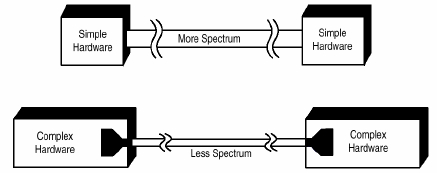 Simple
Hardware
More Spectrum
Simple
Hardware
Complex
Hardware
Less Spectrum
Complex
Hardware